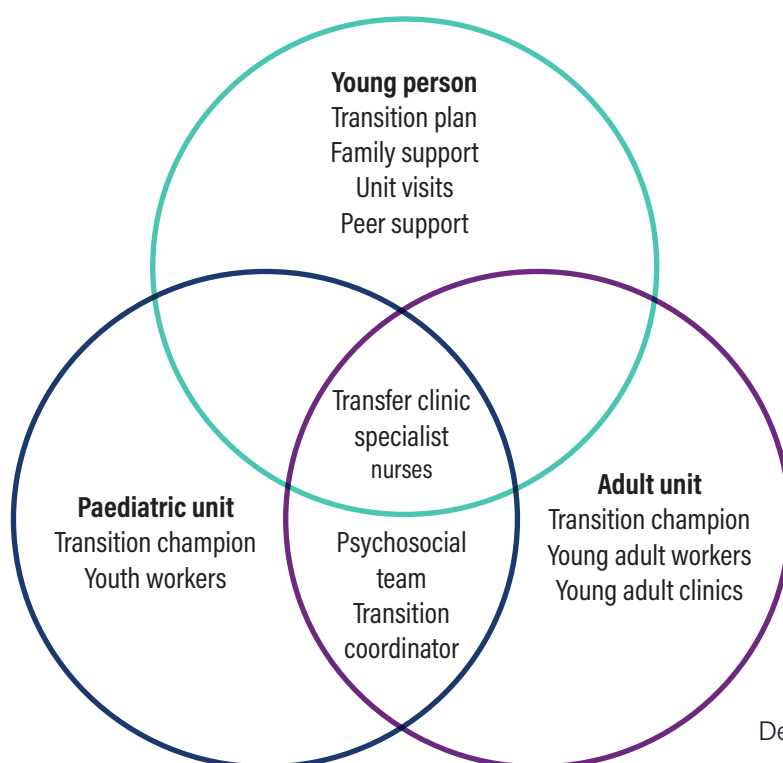 Young person
Transition plan
Family support
Unit visits
Peer support
Transfer clinic
specialist
nurses
Paediatric unit
Transition champion
Youth workers
Psychosocial
team
Transition
coordinator
Adult unit
Transition champion
Young adult workers
Young adult clinics
De